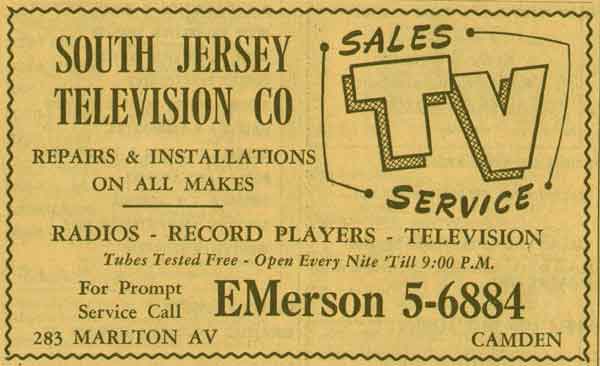 SOUTH JERSEY
TELEVISION CO
REPAIRS & INSTALLATIONS
ON ALL MAKES
SALES
TV
SERVICE
RADIOS - RECORD PLAYERS - TELEVISION
Tubes Tested Free - Open Every Nite 'Till 9:00 P.M.
For Prompt
Service Call
EMerson 5-6884
283 MARLTON AV
CAMDEN